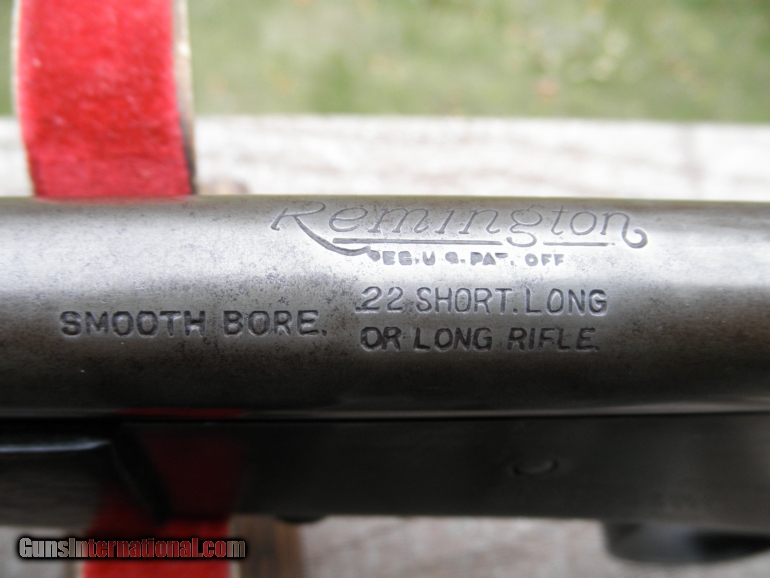 Remington
REG. U.S. PAT. OFF
SMOOTH BORE.
.22 SHORT. LONG
OR LONG RIFLE.
GunsInternational.com